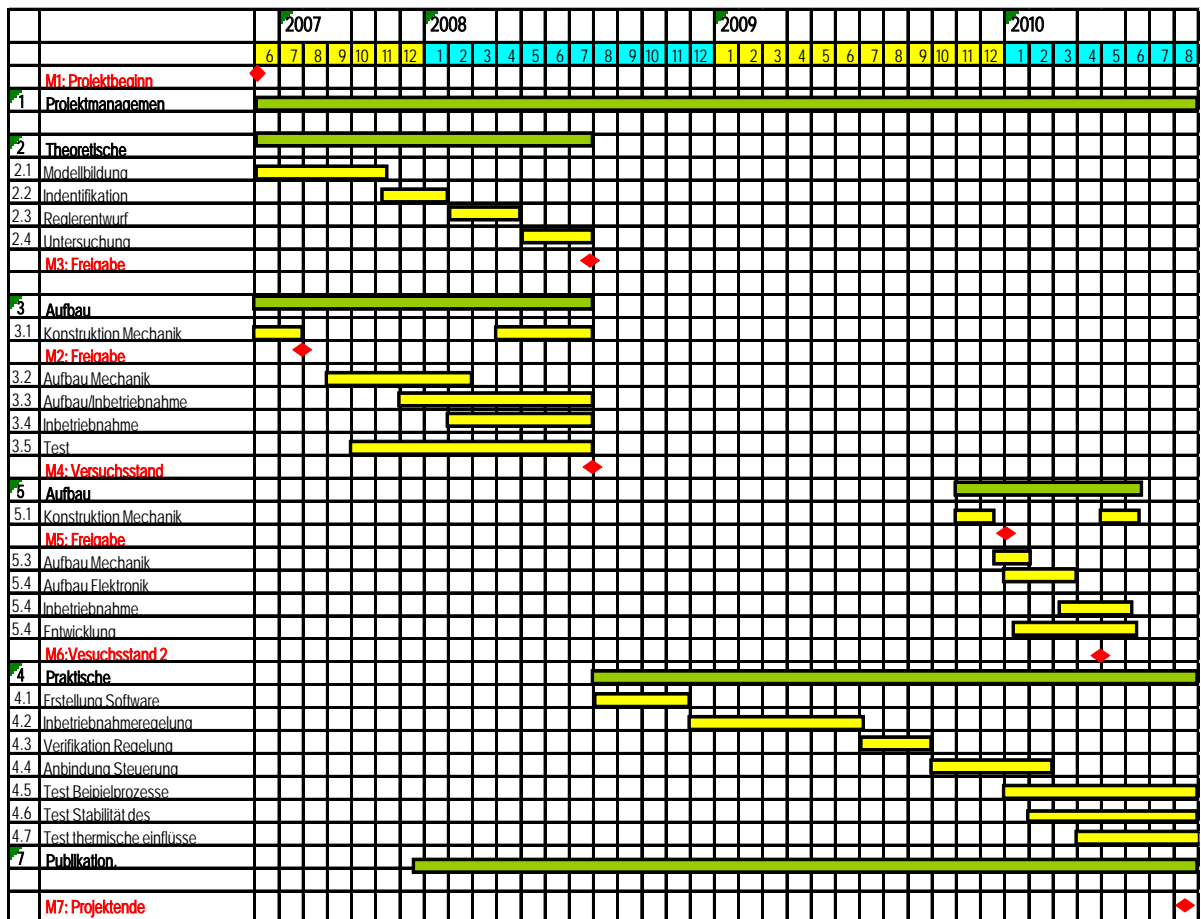 2007 2008 2009 2010
6 7 8 9 10 11 12 1 2 3 4 5 6 7 8 9 10 11 12 1 2 3 4 5 6 7 8 9 10 11 12 1 2 3 4 5 6 7 8
M1: Projektbeginn
1 Projektmanagemen
2 Theoretische
2.1 Modellbildung
2.2 Indentifikation
2.3 Reglerentwurf
2.4 Untersuchung
M3: Freigabe
3 Aufbau
3.1 Konstruktion Mechanik
M2: Freigabe
3.2 Aufbau Mechanik
3.3 Aufbau/Inbetriebnahme
3.4 Inbetriebnahme
3.5 Test
M4: Versuchsstand
5 Aufbau
5.1 Konstruktion Mechanik
M5: Freigabe
5.3 Aufbau Mechanik
5.4 Aufbau Elektronik
5.4 Inbetriebnahme
5.4 Entwicklung
M6:Vesuchsstand 2
4 Praktische
4.1 Erstellung Software
4.2 Inbetriebnahmeregelung
4.3 Verifikation Regelung
4.4 Anbindung Steuerung
4.5 Test Beipielprozesse
4.6 Test Stabilität des
4.7 Test thermische einflüsse
7 Publikation,
M7: Projektende